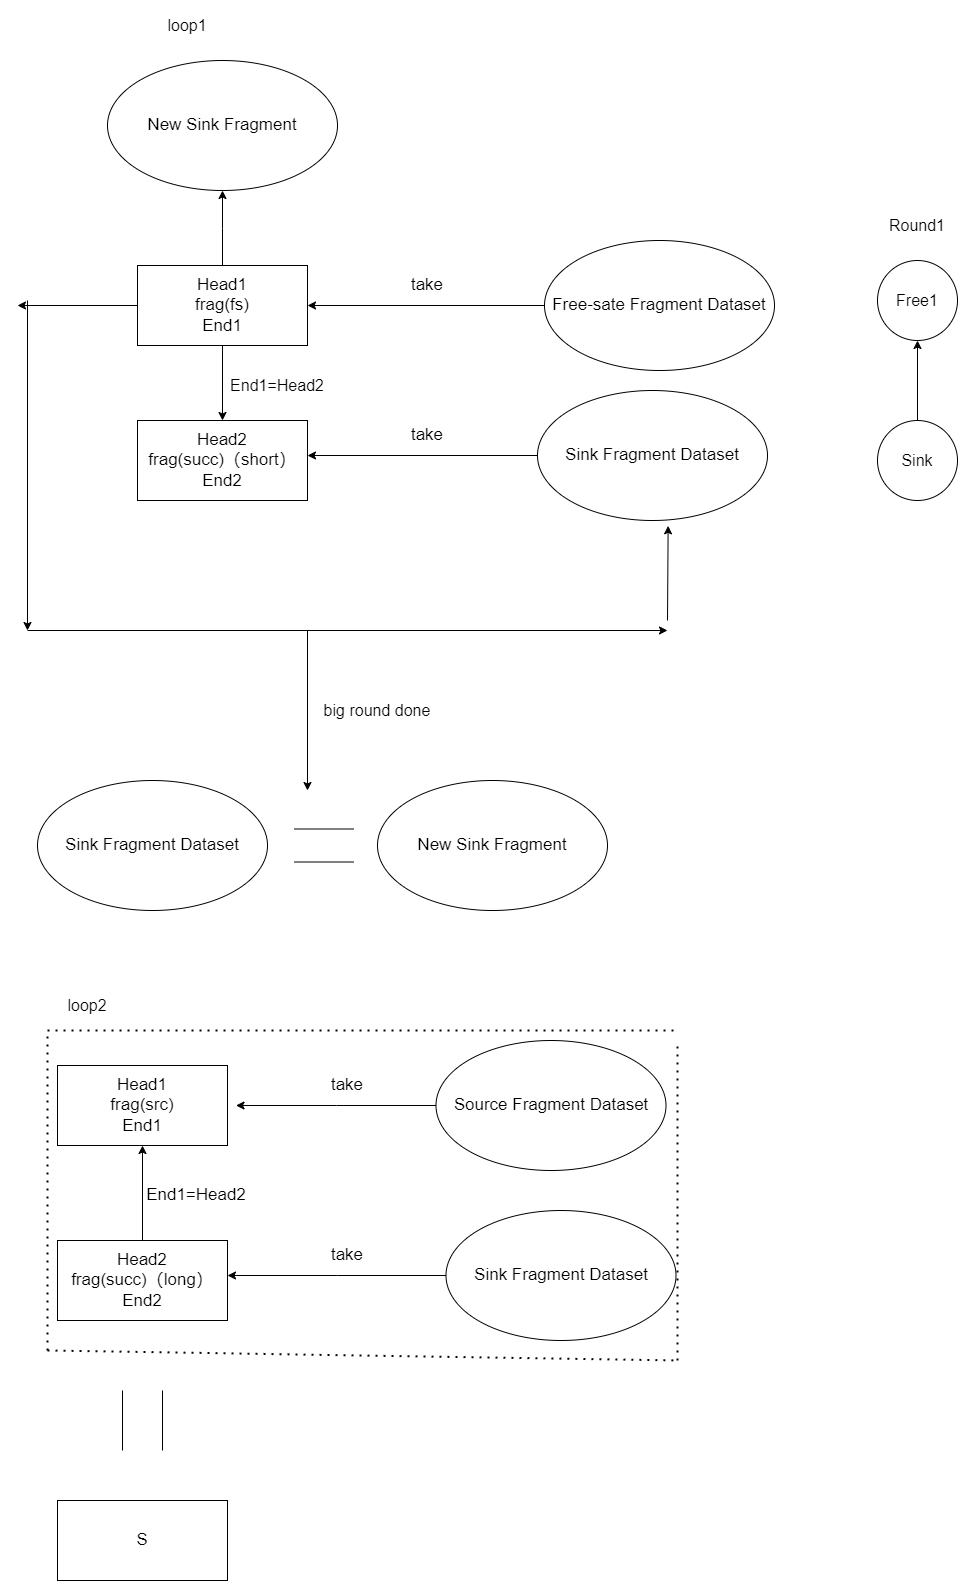 loop1
New Sink Fragment
Round1
Head1
frag(fs)
End1
take
Free-sate Fragment Dataset
Free1
End1=Head2
Head2
frag(succ)（short）
End2
take
Sink Fragment Dataset
Sink
big round done
Sink Fragment Dataset
New Sink Fragment
loop2
Head1
frag(src)
End1
take
Source Fragment Dataset
End1=Head2
Head2
frag(succ)（long）
End2
take
Sink Fragment Dataset
S